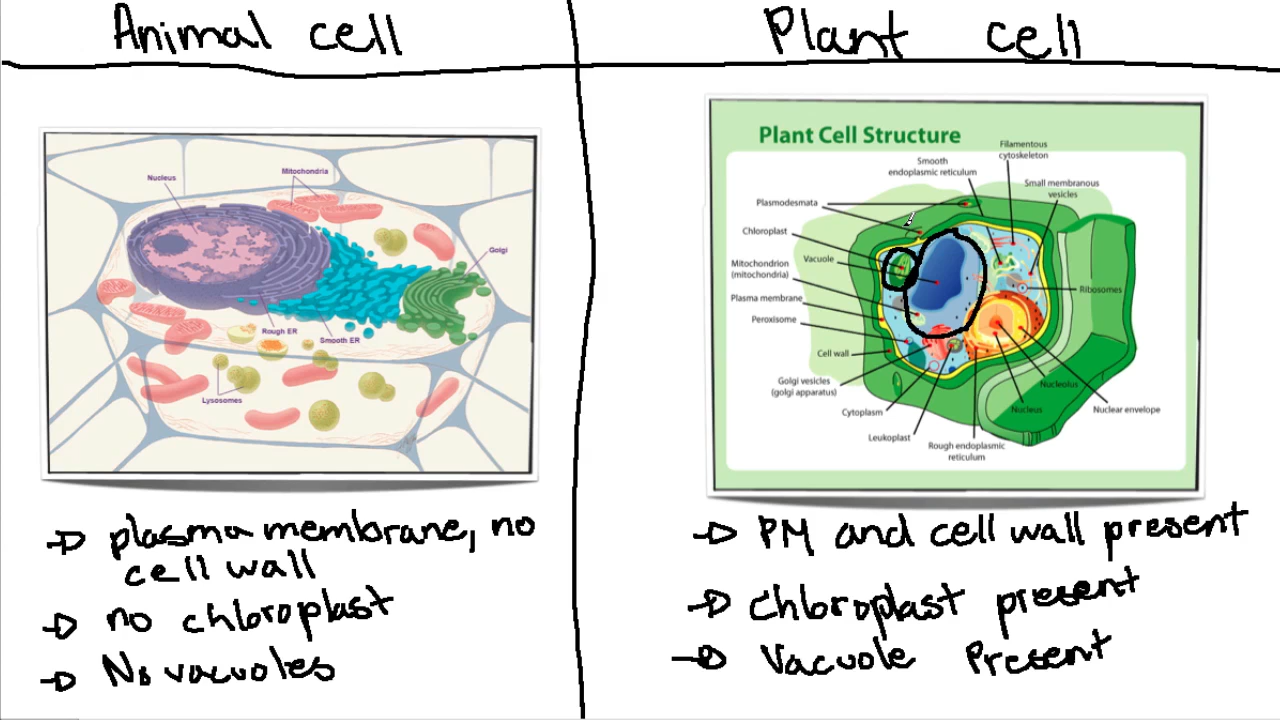 Animal cell
Plant cell
Nucleus
Mitochondria
Golgi
Rough ER
Smooth ER
Lysosomes
plasma membrane, no
cell wall
no chloroplast
No vacuoles
Plant Cell Structure
Filamentous
cytoskeleton
Smooth
endoplasmic reticulum
Small membranous
vesicles
Plasmodesmata
Chloroplast
Vacuole
Mitochondrion
(mitochondria)
Plasma membrane
Ribosomes
Peroxisome
Cell wall
Golgi vesicles
(golgi apparatus)
Nucleolus
Cytoplasm
Nucleus
Nuclear envelope
Leukoplast
Rough endoplasmic
reticulum
PM and cell wall present
Chloroplast present
Vacuole Present